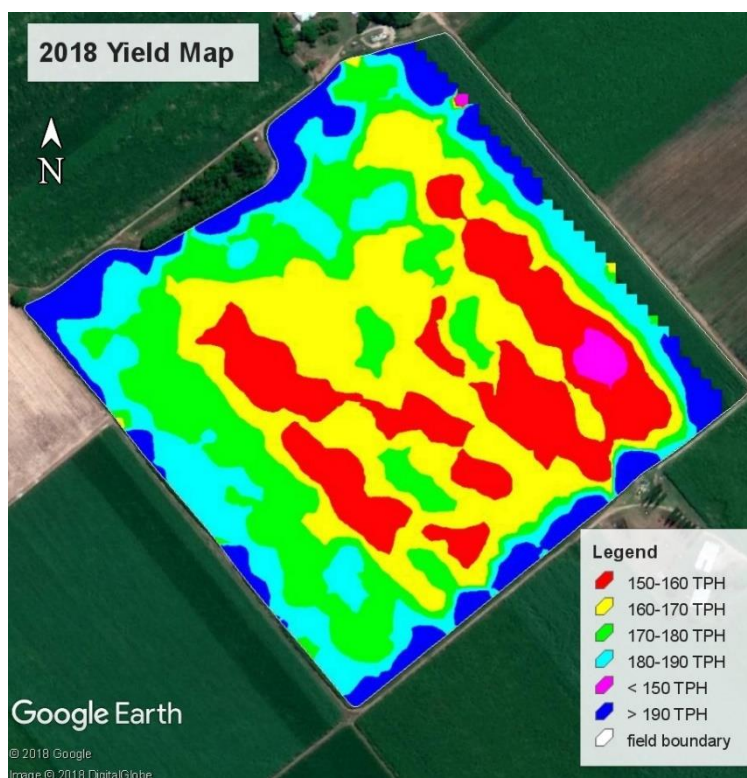 2018 Yield Map
N
Legend
150-160 TPH
160-170 TPH
170-180 TPH
180-190 TPH
< 150 TPH
> 190 TPH
field boundary
Google Earth
© 2018 Google
Image © 2018 DigitalGlobe